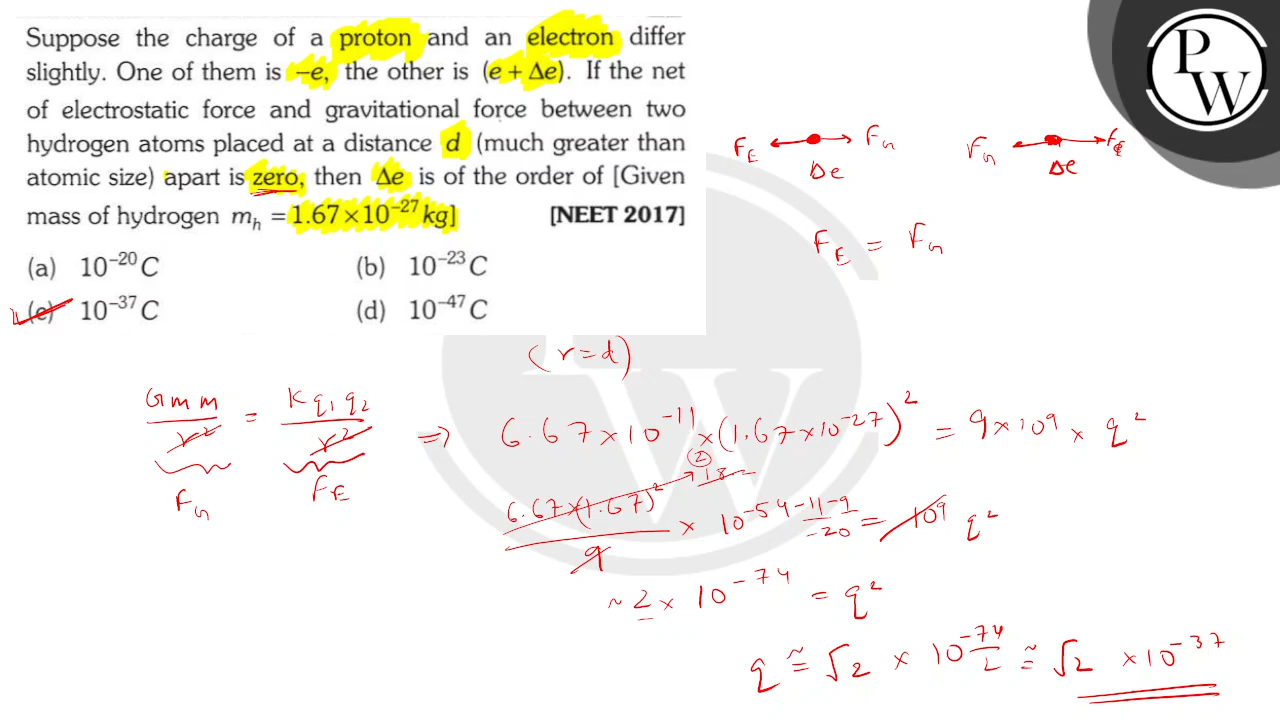 Suppose the charge of a proton and an electron differ
slightly. One of them is –e, the other is (e + Δe). If the net
of electrostatic force and gravitational force between two
hydrogen atoms placed at a distance d (much greater than
atomic size) apart is zero, then Δe is of the order of [Given
mass of hydrogen m_h = 1.67×10^–27 kg] [NEET 2017]
(a) 10^–20 C (b) 10^–23 C
(c) 10^–37 C (d) 10^–47 C
P
W
F_E F_G F_G F_E
Δe Δe
F_E = F_G
(r = d)
Gmm/r² = Kq₁q₂/r² ⇒ 6.67×10^-11 × (1.67×10^-27)² = 9×10^9 × q²
F_G F_E
② 18
6.67×(1.67)²/9 × 10^-54-11-9 = 10^9 q²
-20
~ 2 × 10^-74 = q²
q ≅ √2 × 10^-74/2 ≅ √2 × 10^-37